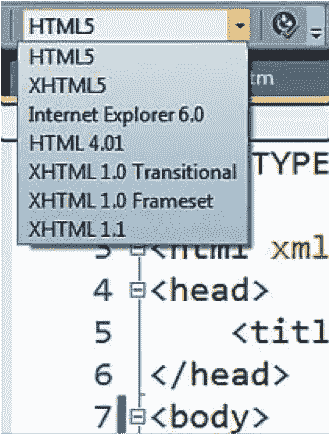 HTML5
HTML5
tm
XHTML5
Internet Explorer 6.0
HTML 4.01
XHTML 1.0 Transitional
TYPE
XHTML 1.0 Frameset
XHTML 1.1
3 <html xml
4 <head>
5 <titl
6 </head>
7 <body>